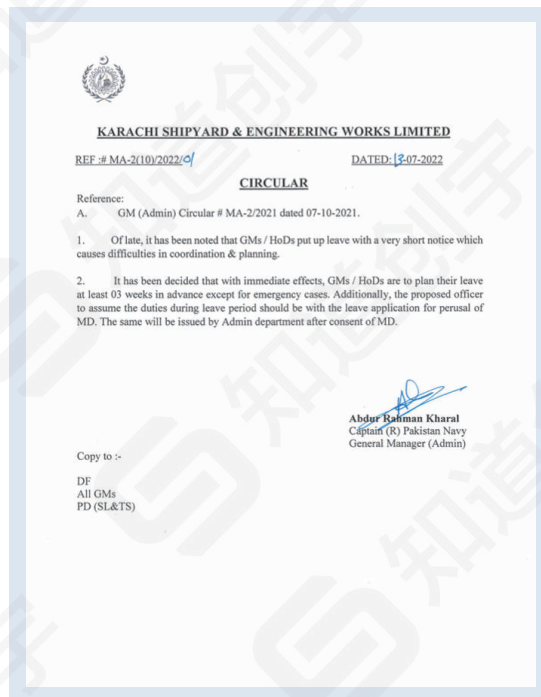 KARACHI SHIPYARD & ENGINEERING WORKS LIMITED
REF :# MA-2(10)/2022/01
DATED: 13-07-2022
CIRCULAR
Reference:
A. GM (Admin) Circular # MA-2/2021 dated 07-10-2021.
1. Of late, it has been noted that GMs / HoDs put up leave with a very short notice which
causes difficulties in coordination & planning.
2. It has been decided that with immediate effects, GMs / HoDs are to plan their leave
at least 03 weeks in advance except for emergency cases. Additionally, the proposed officer
to assume the duties during leave period should be with the leave application for perusal of
MD. The same will be issued by Admin department after consent of MD.
Abdur Rahman Kharal
Captain (R) Pakistan Navy
General Manager (Admin)
Copy to :-
DF
All GMs
PD (SL&TS)
知道创宇